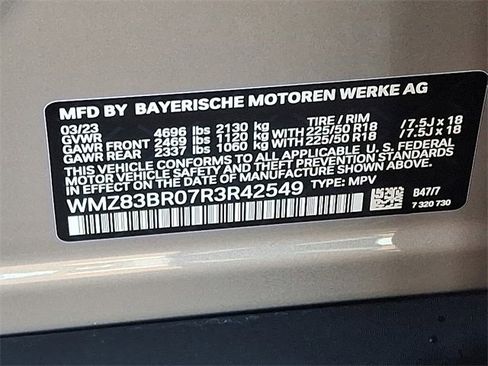 MFD BY BAYERISCHE MOTOREN WERKE AG
03/23 TIRE / RIM
GVWR 4696 lbs 2130 kg
GAWR FRONT 2469 lbs 1120 kg WITH 225/50 R18 /7.5J x 18
GAWR REAR 2337 lbs 1060 kg WITH 225/50 R18 /7.5J x 18
THIS VEHICLE CONFORMS TO ALL APPLICABLE U.S. FEDERAL
MOTOR VEHICLE SAFETY AND THEFT PREVENTION STANDARDS
IN EFFECT ON THE DATE OF MANUFACTURE SHOWN ABOVE.
WMZ83BR07R3R42549 TYPE: MPV
B47/7
7 320 730